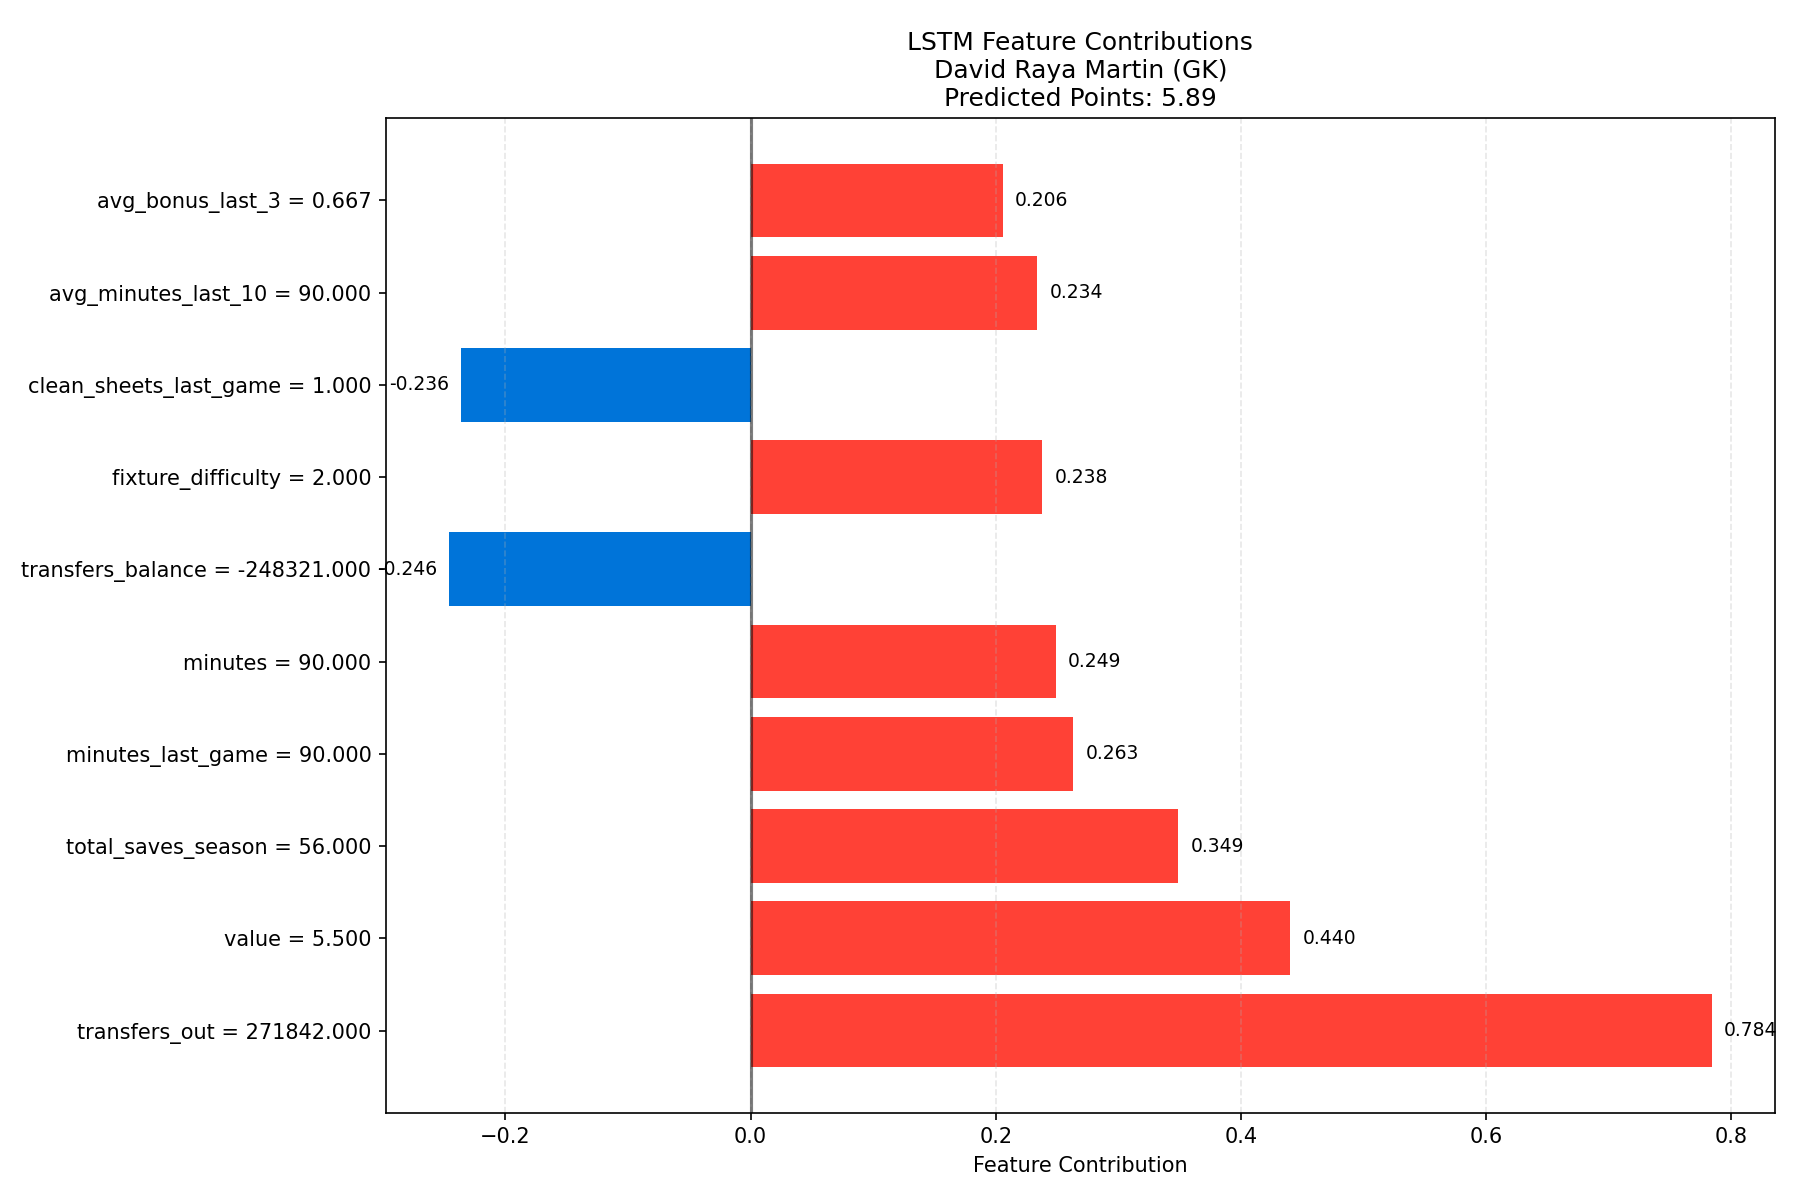 LSTM Feature Contributions
David Raya Martin (GK)
Predicted Points: 5.89
avg_bonus_last_3 = 0.667
0.206
avg_minutes_last_10 = 90.000
0.234
clean_sheets_last_game = 1.000
-0.236
fixture_difficulty = 2.000
0.238
transfers_balance = -248321.000
-0.246
minutes = 90.000
0.249
minutes_last_game = 90.000
0.263
total_saves_season = 56.000
0.349
value = 5.500
0.440
transfers_out = 271842.000
0.784
−0.2 0.0 0.2 0.4 0.6 0.8
Feature Contribution